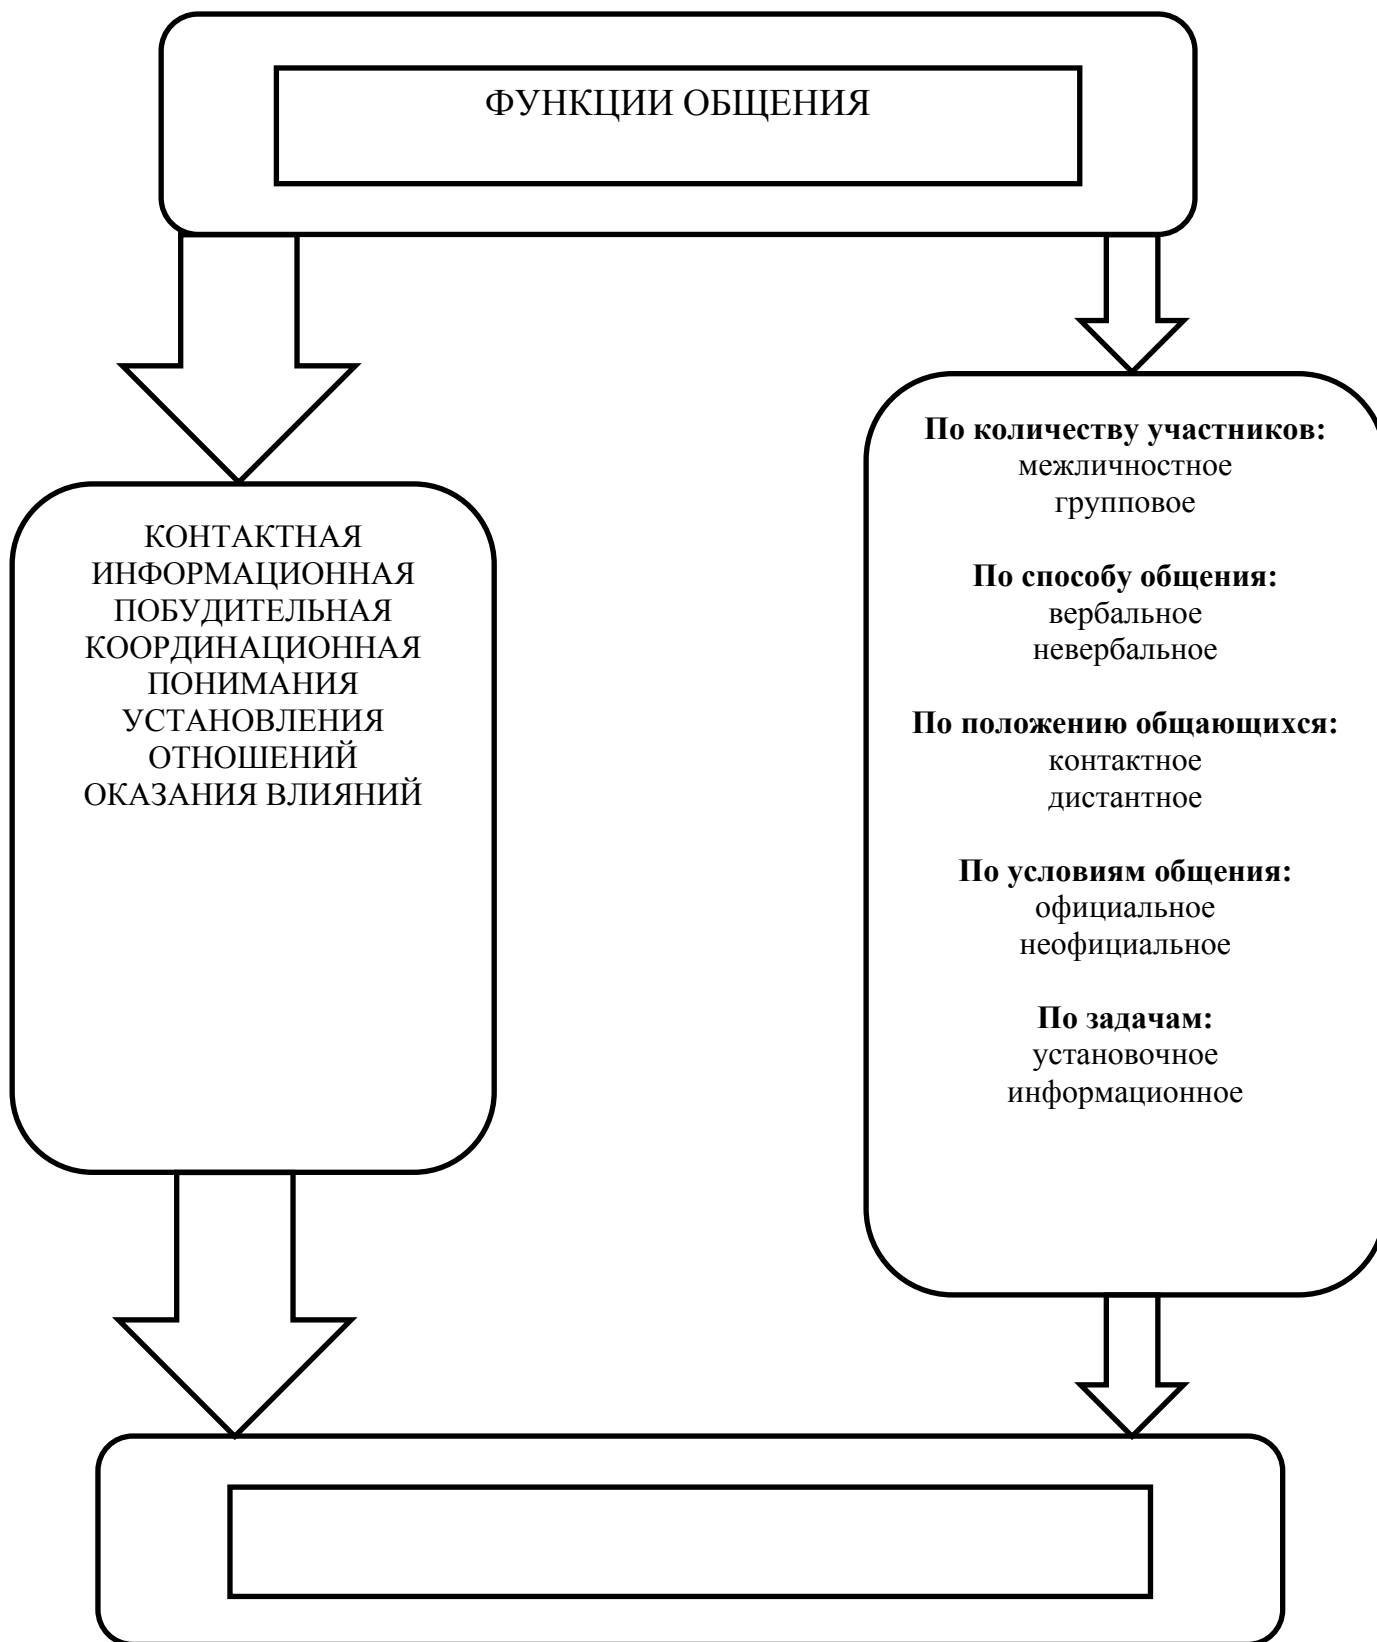 ФУНКЦИИ ОБЩЕНИЯ
КОНТАКТНАЯ
ИНФОРМАЦИОННАЯ
ПОБУДИТЕЛЬНАЯ
КООРДИНАЦИОННАЯ
ПОНИМАНИЯ
УСТАНОВЛЕНИЯ
ОТНОШЕНИЙ
ОКАЗАНИЯ ВЛИЯНИЙ
По количеству участников:
межличностное
групповое
По способу общения:
вербальное
невербальное
По положению общающихся:
контактное
дистантное
По условиям общения:
официальное
неофициальное
По задачам:
установочное
информационное